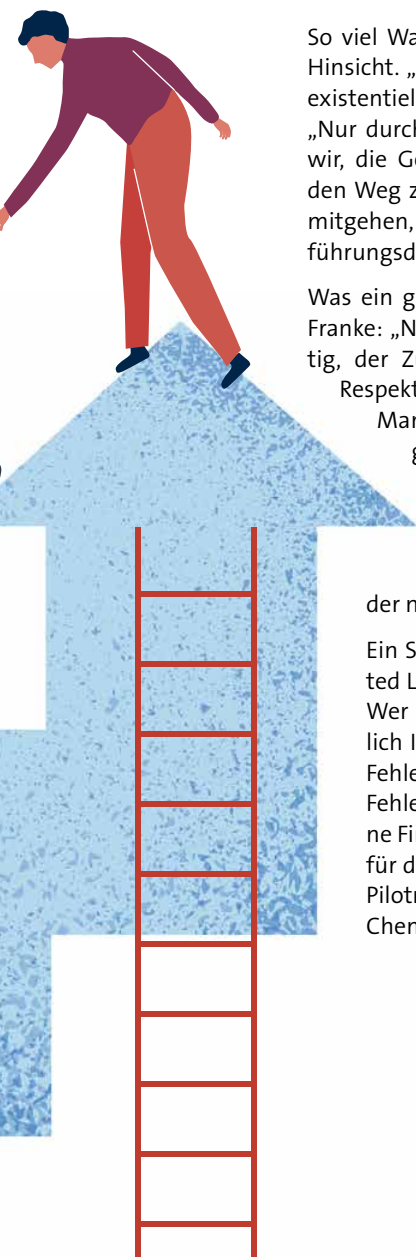 So viel Wa
Hinsicht. „
existentiel
„Nur durch
wir, die Ge
den Weg z
mitgehen,
führungsd
Was ein g
Franke: „N
tig, der Z
Respekt
Mar
g
der n
Ein S
ted L
Wer
lich I
Fehle
Fehle
ne Fir
für d
Pilotr
Chen